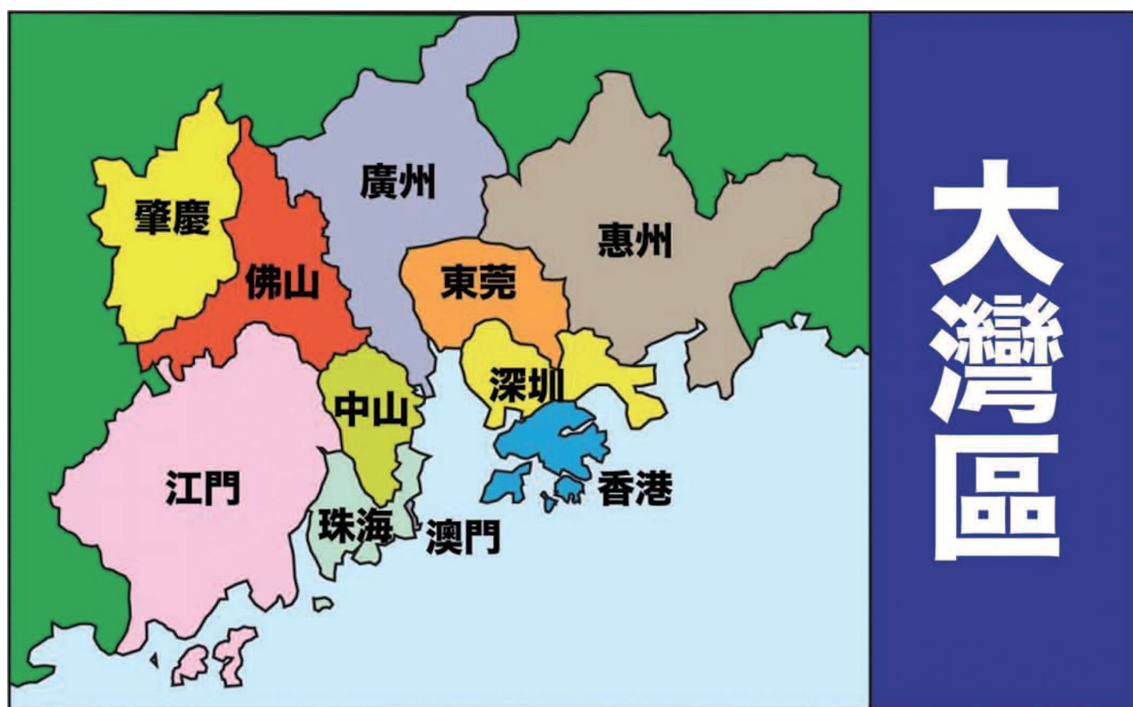 廣州
肇慶
惠州
佛山
東莞
深圳
中山
江門
香港
珠海
澳門
大灣區